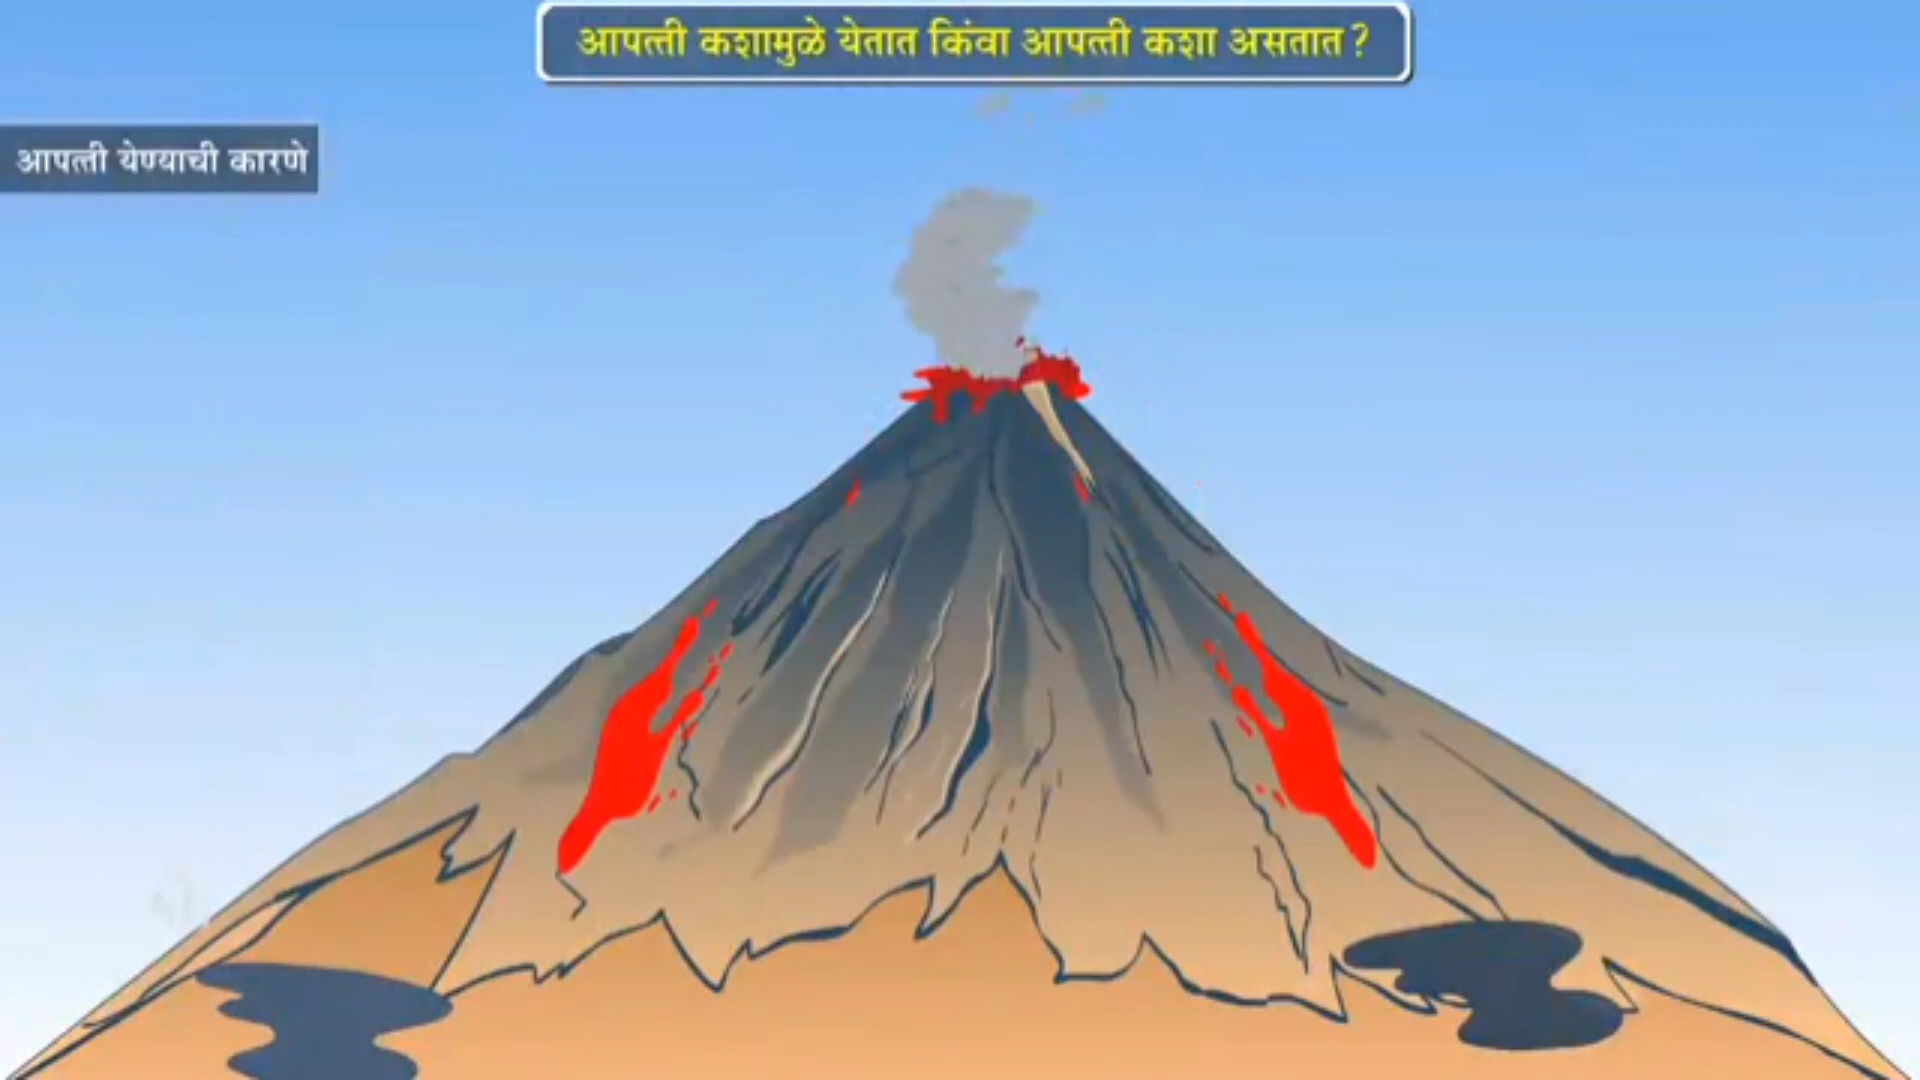 आपत्ती कशामुळे येतात किंवा आपत्ती कशा असतात ?
आपत्ती येण्याची कारणे